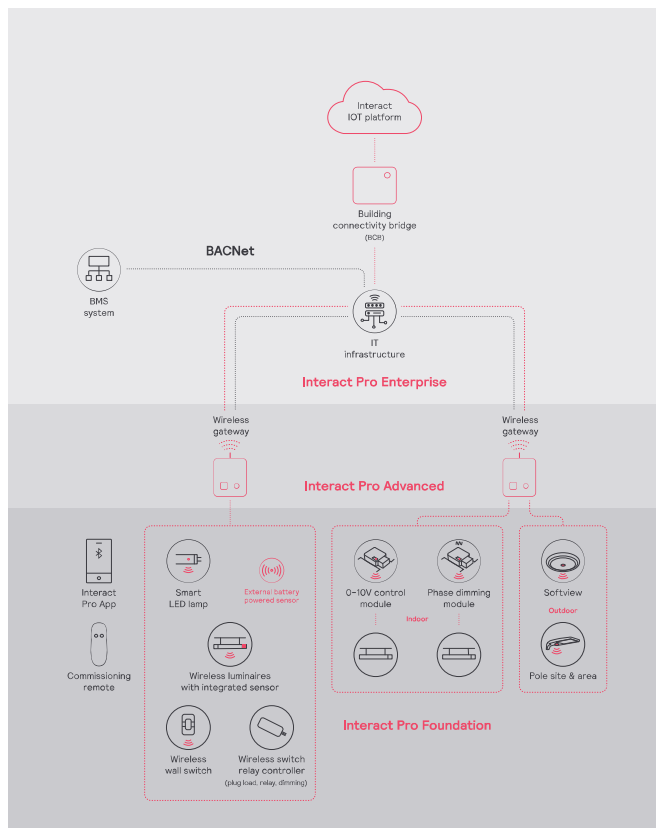 Interact
IOT platform
Building
connectivity bridge
(BCB)
BACNet
BMS
system
IT
infrastructure
Interact Pro Enterprise
Wireless
gateway
Wireless
gateway
Interact Pro Advanced
Interact
Pro App
Smart
LED lamp
External battery
powered sensor
0-10V control
module
Phase dimming
module
Softview
Indoor
Outdoor
Commissioning
remote
Wireless luminaires
with integrated sensor
Pole site & area
Interact Pro Foundation
Wireless
wall switch
Wireless switch
relay controller
(plug load, relay, dimming)